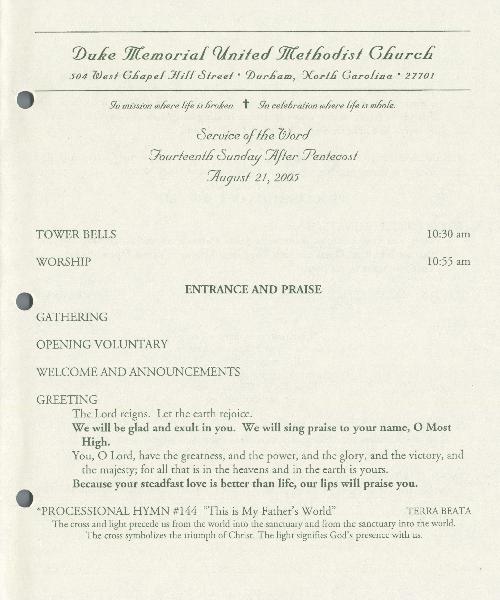 Duke Memorial United Methodist Church
504 West Chapel Hill Street • Durham, North Carolina • 27701
In mission where life is broken ✝ In celebration where life is whole.
Service of the Word
Fourteenth Sunday After Pentecost
August 21, 2005
TOWER BELLS 10:30 am
WORSHIP 10:55 am
ENTRANCE AND PRAISE
GATHERING
OPENING VOLUNTARY
WELCOME AND ANNOUNCEMENTS
GREETING
The Lord reigns. Let the earth rejoice.
We will be glad and exult in you. We will sing praise to your name, O Most
High.
You, O Lord, have the greatness, and the power, and the glory, and the victory, and
the majesty; for all that is in the heavens and in the earth is yours.
Because your steadfast love is better than life, our lips will praise you.
*PROCESSIONAL HYMN #144 "This is My Father's World" TERRA BEATA
The cross and light precede us from the world into the sanctuary and from the sanctuary into the world.
The cross symbolizes the triumph of Christ. The light signifies God's presence with us.